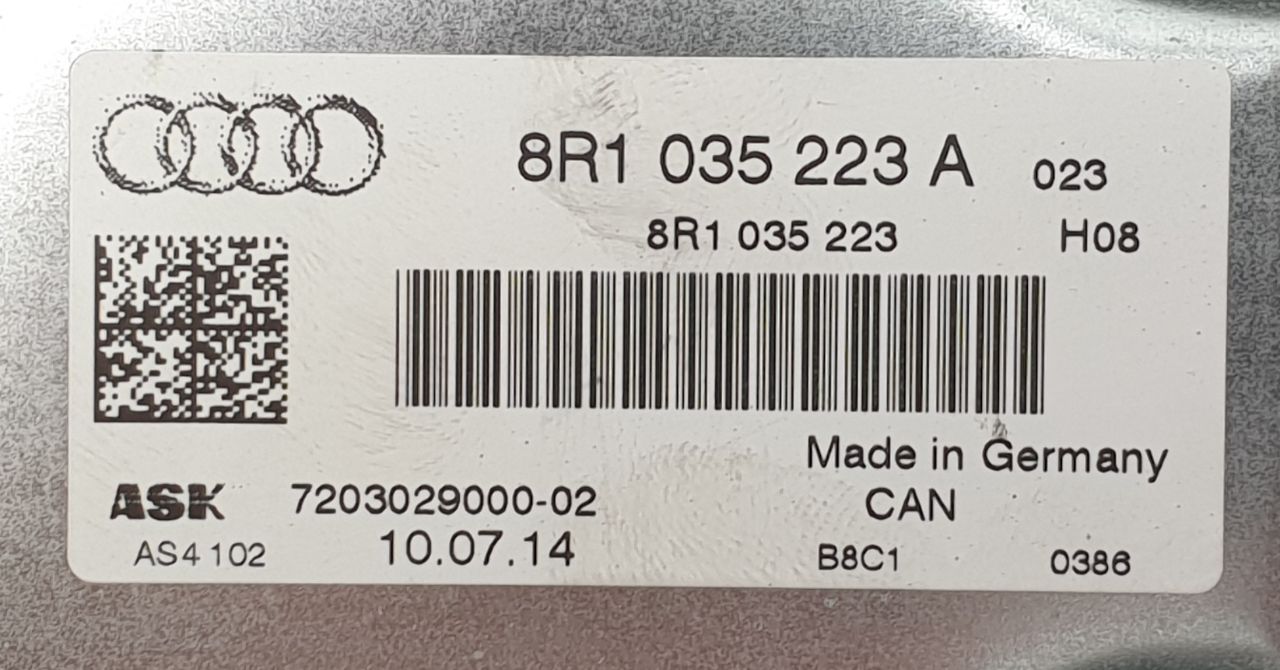 8R1 035 223 A 023
8R1 035 223 H08
Made in Germany
ASK 7203029000-02 CAN
AS4 102 10.07.14 B8C1 0386